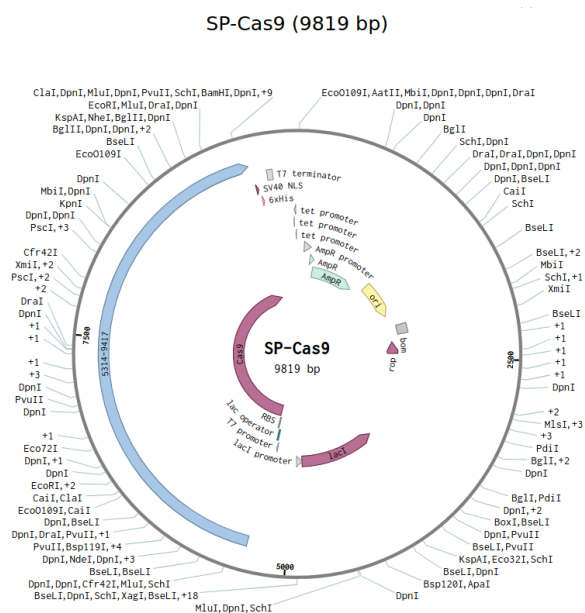 SP-Cas9 (9819 bp)
ClaI,DpnI,MluI,DpnI,PvuII,SchI,BamHI,DpnI,+9
EcoRI,MluI,DraI,DpnI
KspAI,NheI,BglII,DpnI
BglII,DpnI,DpnI,+2
BseLI
EcoO109I
DpnI
MbiI,DpnI
KpnI
DpnI,DpnI
PscI,+3
Cfr42I
XmiI,+2
PscI,+2
+2
DraI
DpnI
+1
+1
+1
+3
DpnI
PvuII
DpnI
+1
Eco72I
DpnI,+1
DpnI
EcoRI,+2
CaiI,ClaI
EcoO109I,CaiI
DpnI,BseLI
DpnI,DraI,PvuII,+1
PvuII,Bsp119I,+4
DpnI,NdeI,DpnI,+3
BseLI,BseLI
DpnI,DpnI,Cfr42I,MluI,SchI
BseLI,DpnI,SchI,XagI,BseLI,+18
MluI,DpnI,SchI
EcoO109I,AatII,MbiI,DpnI,DpnI,DpnI,DraI
DpnI,DpnI
DpnI
BglI
SchI,DpnI
DraI,DraI,DpnI,DpnI
DpnI,DpnI,DpnI
DpnI,BseLI
CaiI
SchI
BseLI
BseLI,+2
MbiI
SchI,+1
XmiI
BseLI
+1
+1
+1
+1
DpnI
+2
MlsI,+3
+3
PdiI
BglI,+2
DpnI
BglI,PdiI
DpnI,+2
BoxI,BseLI
DpnI,PvuII
BseLI,PvuII
KspAI,Eco32I,SchI
BseLI,DpnI
Bsp120I,ApaI
DpnI
T7 terminator
SV40 NLS
6xHis
tet promoter
tet promoter
tet promoter
AmpR promoter
AmpR
AmpR
ori
bom
rop
SP-Cas9
9819 bp
Cas9
5314-9417
RBS
lac operator
T7 promoter
lacI promoter
lacI
2500
5000
7500